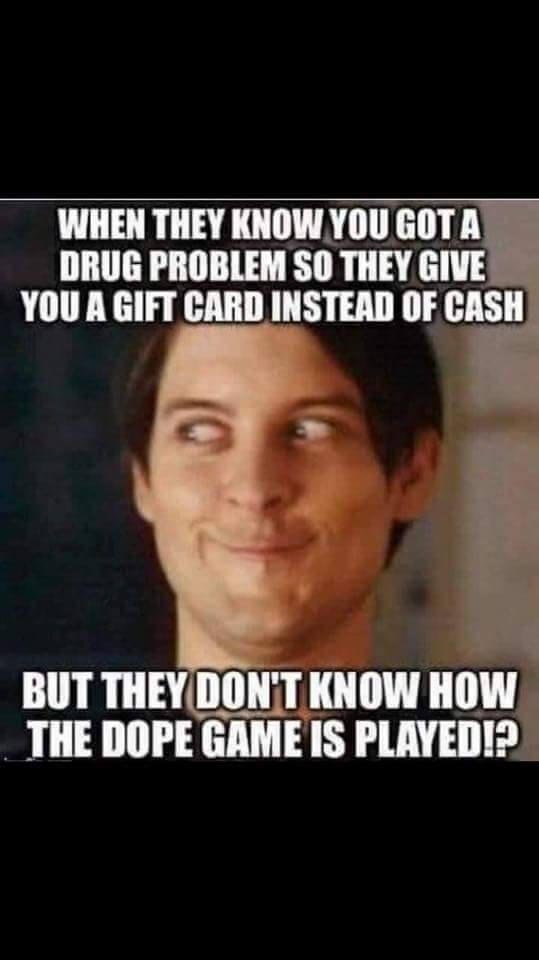 WHEN THEY KNOW YOU GOT A
DRUG PROBLEM SO THEY GIVE
YOU A GIFT CARD INSTEAD OF CASH
BUT THEY DON'T KNOW HOW
THE DOPE GAME IS PLAYED!?